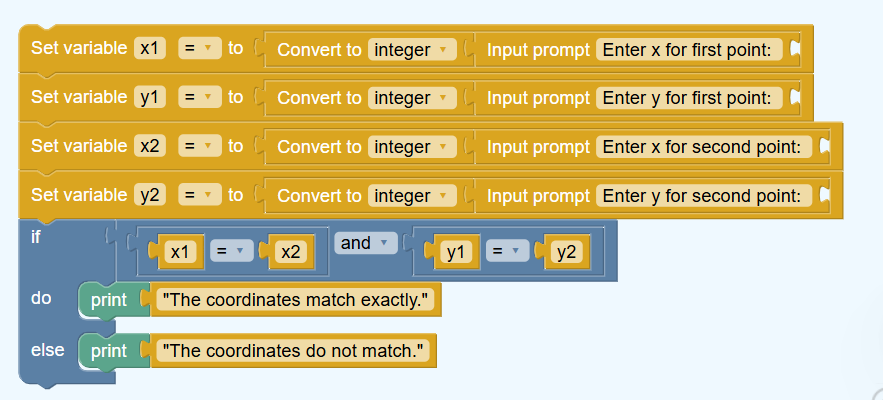 Set variable x1 = to Convert to integer Input prompt Enter x for first point:
Set variable y1 = to Convert to integer Input prompt Enter y for first point:
Set variable x2 = to Convert to integer Input prompt Enter x for second point:
Set variable y2 = to Convert to integer Input prompt Enter y for second point:
if x1 = x2 and y1 = y2
do print "The coordinates match exactly."
else print "The coordinates do not match."